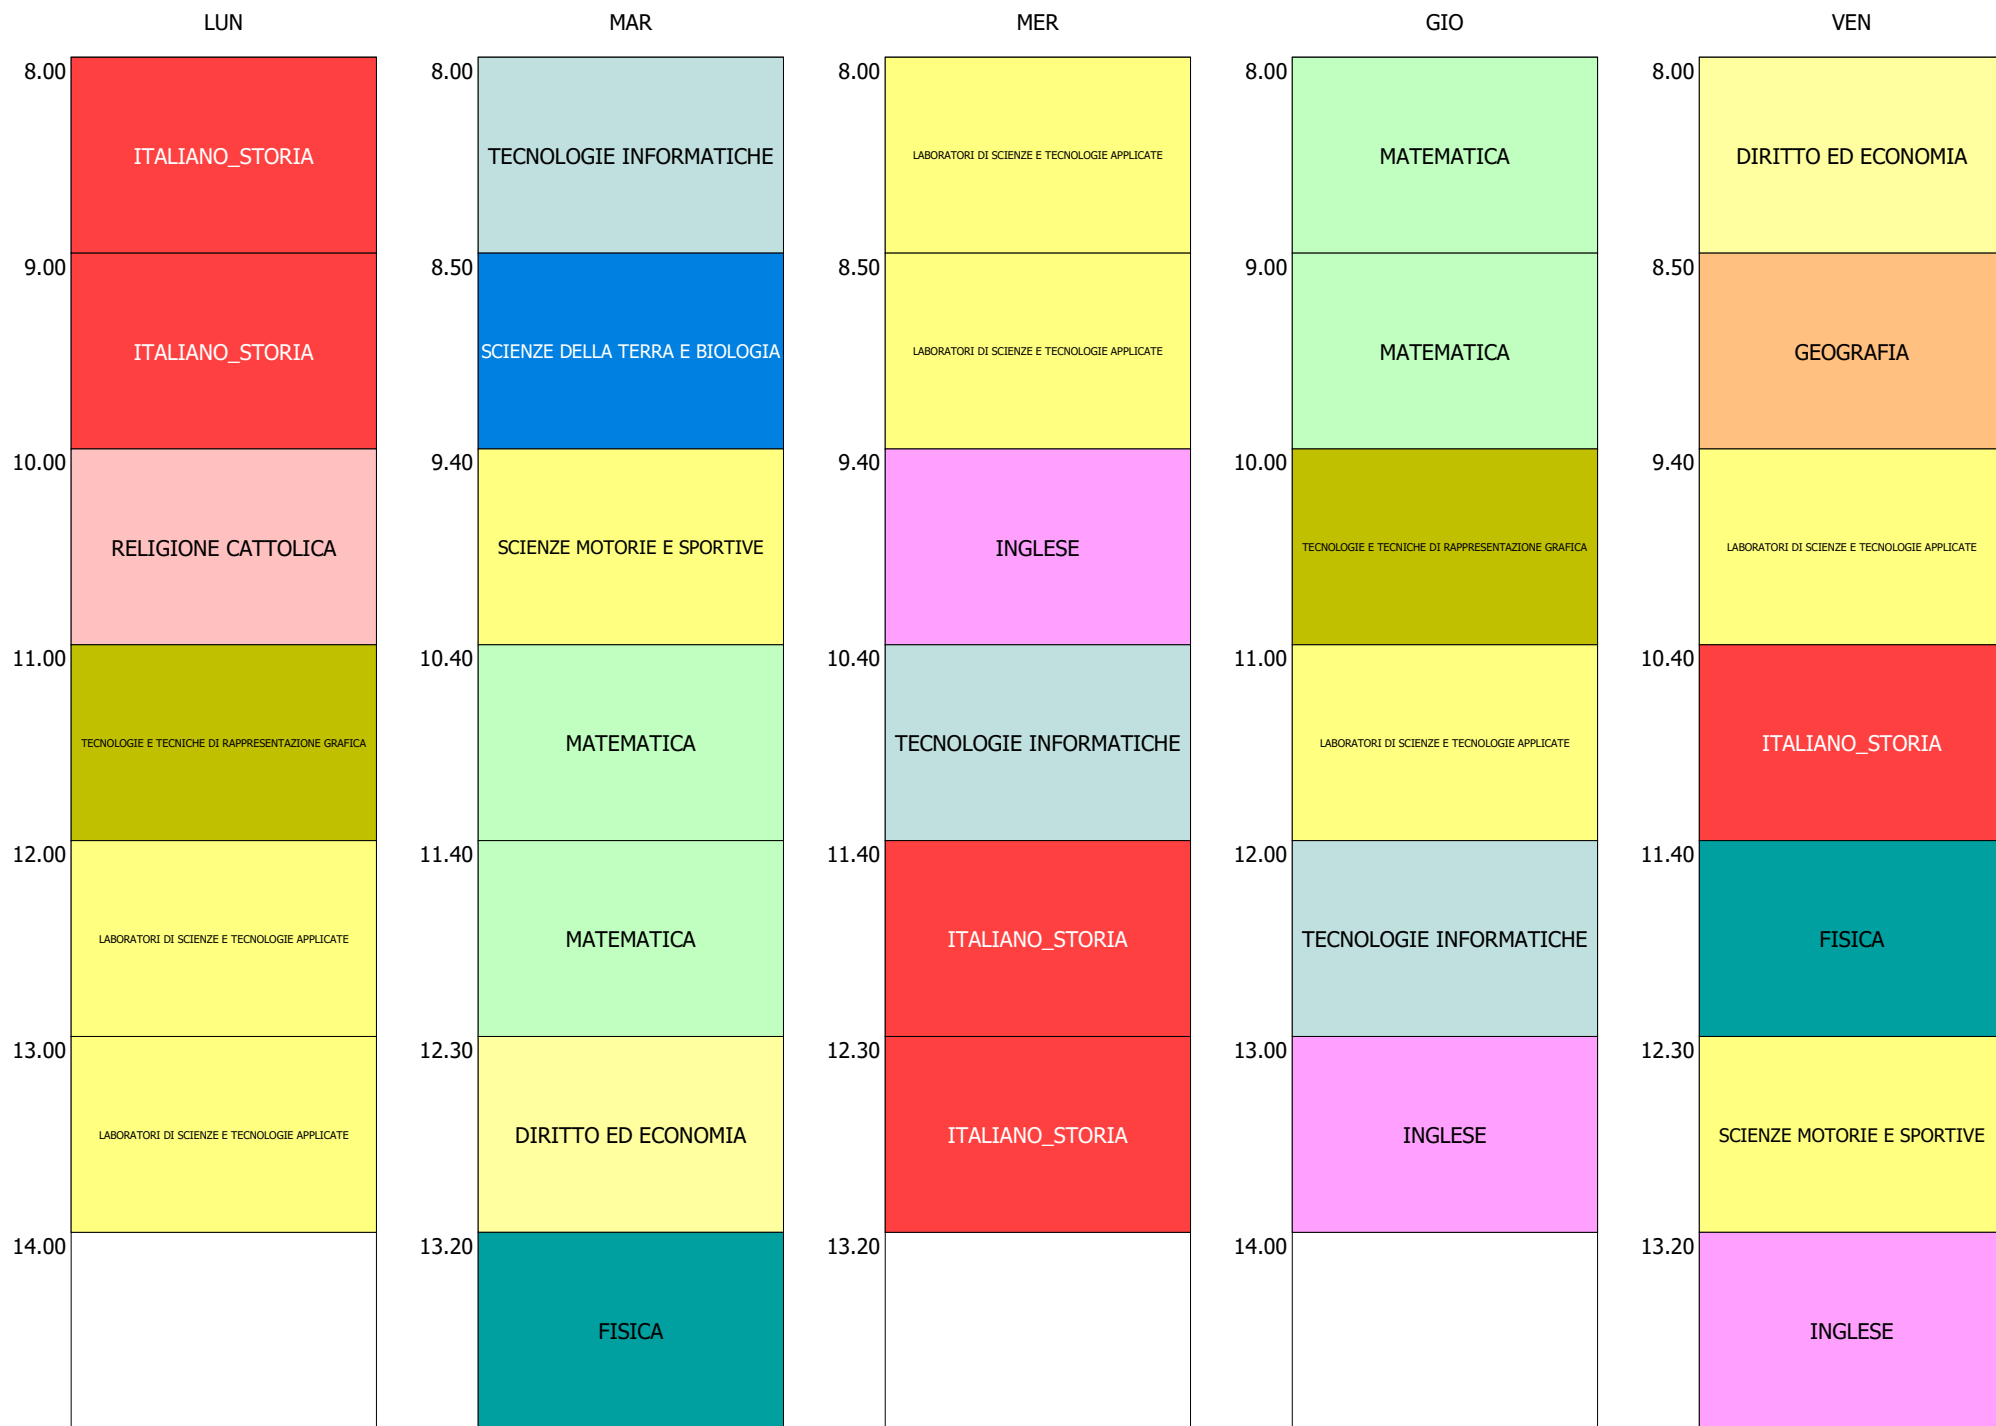 LUN MAR MER GIO VEN
8.00 ITALIANO_STORIA 8.00 TECNOLOGIE INFORMATICHE 8.00 LABORATORI DI SCIENZE E TECNOLOGIE APPLICATE 8.00 MATEMATICA 8.00 DIRITTO ED ECONOMIA
9.00 ITALIANO_STORIA 8.50 SCIENZE DELLA TERRA E BIOLOGIA 8.50 LABORATORI DI SCIENZE E TECNOLOGIE APPLICATE 9.00 MATEMATICA 8.50 GEOGRAFIA
10.00 RELIGIONE CATTOLICA 9.40 SCIENZE MOTORIE E SPORTIVE 9.40 INGLESE 10.00 TECNOLOGIE E TECNICHE DI RAPPRESENTAZIONE GRAFICA 9.40 LABORATORI DI SCIENZE E TECNOLOGIE APPLICATE
11.00 TECNOLOGIE E TECNICHE DI RAPPRESENTAZIONE GRAFICA 10.40 MATEMATICA 10.40 TECNOLOGIE INFORMATICHE 11.00 LABORATORI DI SCIENZE E TECNOLOGIE APPLICATE 10.40 ITALIANO_STORIA
12.00 LABORATORI DI SCIENZE E TECNOLOGIE APPLICATE 11.40 MATEMATICA 11.40 ITALIANO_STORIA 12.00 TECNOLOGIE INFORMATICHE 11.40 FISICA
13.00 LABORATORI DI SCIENZE E TECNOLOGIE APPLICATE 12.30 DIRITTO ED ECONOMIA 12.30 ITALIANO_STORIA 13.00 INGLESE 12.30 SCIENZE MOTORIE E SPORTIVE
14.00 13.20 FISICA 13.20 14.00 13.20 INGLESE